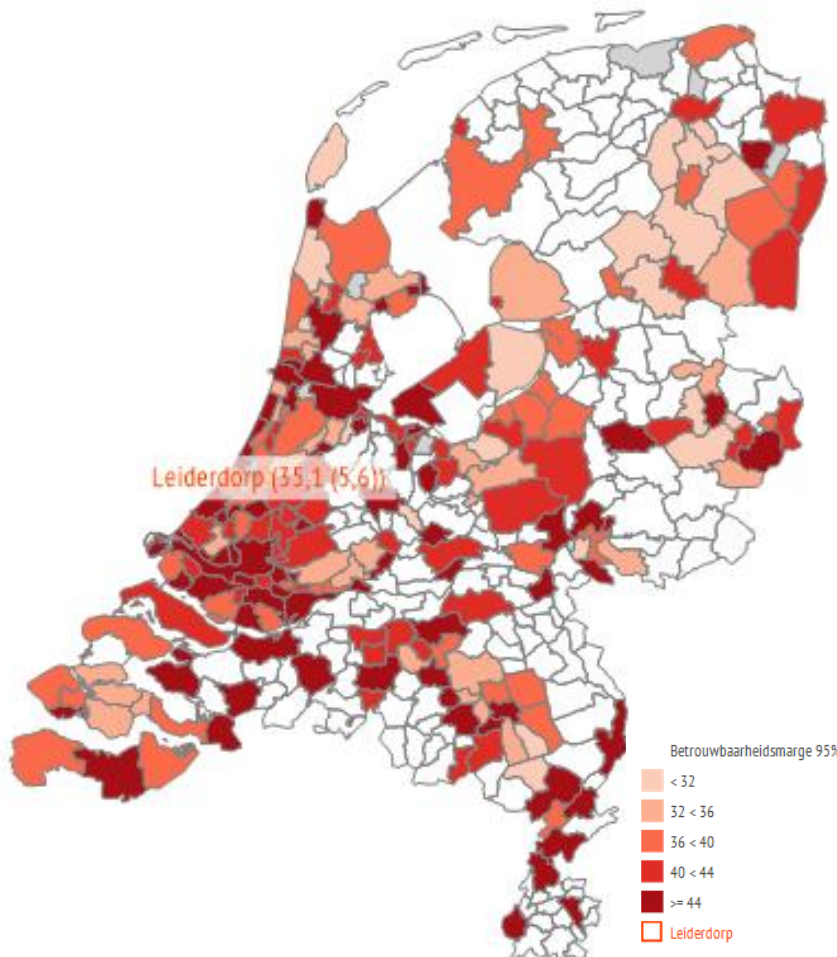 Leiderdorp (35,1 (5,6))
Betrouwbaarheidsmarge 95%
< 32
32 < 36
36 < 40
40 < 44
>= 44
Leiderdorp